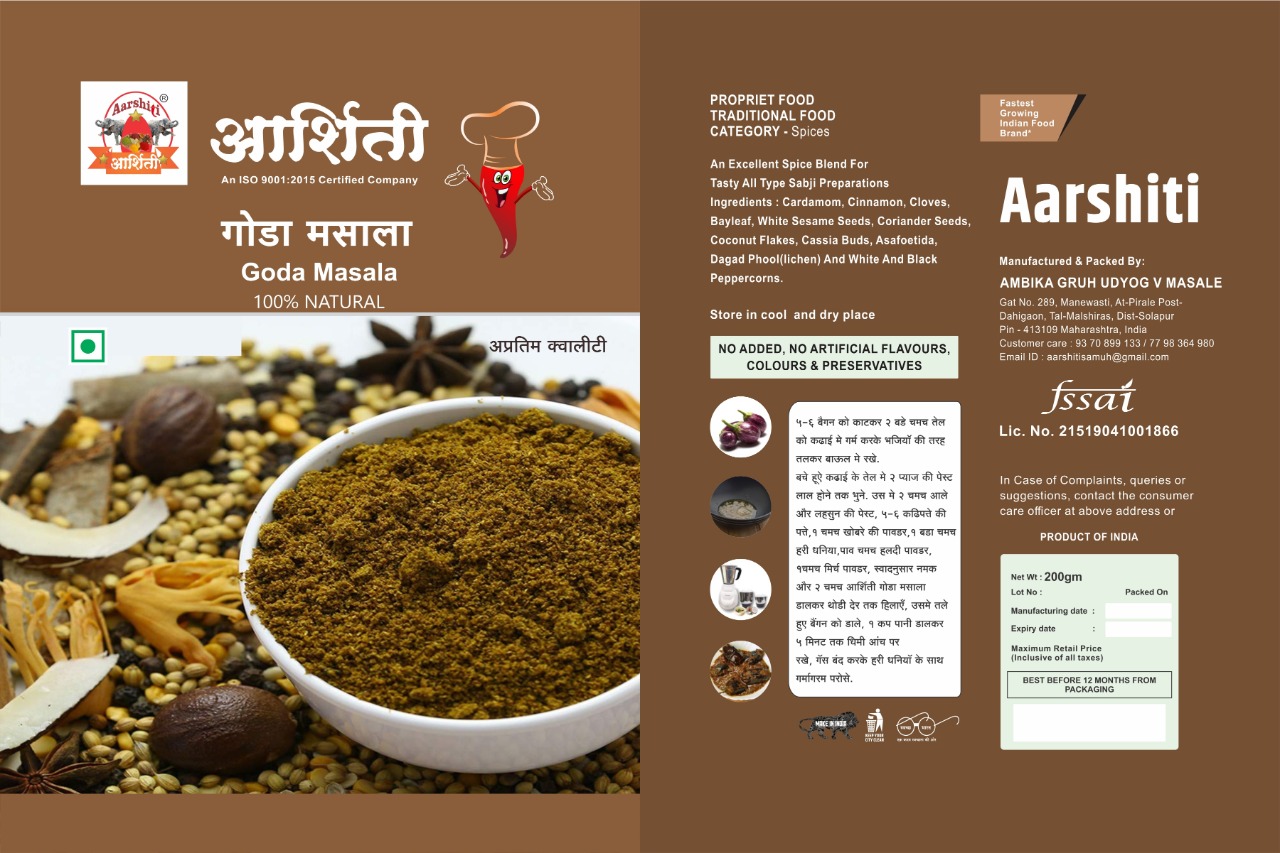 Aarshiti
®
आर्शिती
आर्शिती
An ISO 9001:2015 Certified Company
गोडा मसाला
Goda Masala
100% NATURAL
अप्रतिम क्वालीटी
PROPRIET FOOD
TRADITIONAL FOOD
CATEGORY - Spices
An Excellent Spice Blend For
Tasty All Type Sabji Preparations
Ingredients : Cardamom, Cinnamon, Cloves,
Bayleaf, White Sesame Seeds, Coriander Seeds,
Coconut Flakes, Cassia Buds, Asafoetida,
Dagad Phool(lichen) And White And Black
Peppercorns.
Store in cool and dry place
NO ADDED, NO ARTIFICIAL FLAVOURS,
COLOURS & PRESERVATIVES
५-६ बैगन को काटकर २ बडे चमच तेल
को कढाई मे गर्म करके भजियाँ की तरह
तलकर बाऊल मे रखे.
बचे हूऐ कढाई के तेल मे २ प्याज की पेस्ट
लाल होने तक भुने. उस मे २ चमच आले
और लहसुन की पेस्ट, ५-६ कढिपत्ते की
पत्ते,१ चमच खोबरे की पावडर,१ बडा चमच
हरी धनिया,पाव चमच हलदी पावडर,
१चमच मिर्च पावडर, स्वादनुसार नमक
और २ चमच आर्शिती गोडा मसाला
डालकर थोडी देर तक हिलाएँ, उसमे तले
हुए बैंगन को डाले, १ कप पानी डालकर
५ मिनट तक धिमी आंच पर
रखे, गॅस बंद करके हरी धनियाँ के साथ
गर्मागरम परोसे.
MAKE IN INDIA
KEEP YOUR
CITY CLEAN
स्वच्छ भारत
एक कदम स्वच्छता की ओर
Fastest
Growing
Indian Food
Brand*
Aarshiti
Manufactured & Packed By:
AMBIKA GRUH UDYOG V MASALE
Gat No. 289, Manewasti, At-Pirale Post-
Dahigaon, Tal-Malshiras, Dist-Solapur
Pin - 413109 Maharashtra, India
Customer care : 93 70 899 133 / 77 98 364 980
Email ID : aarshitisamuh@gmail.com
fssai
Lic. No. 21519041001866
In Case of Complaints, queries or
suggestions, contact the consumer
care officer at above address or
PRODUCT OF INDIA
Net Wt : 200gm
Lot No : Packed On
Manufacturing date :
Expiry date :
Maximum Retail Price
(Inclusive of all taxes)
BEST BEFORE 12 MONTHS FROM
PACKAGING